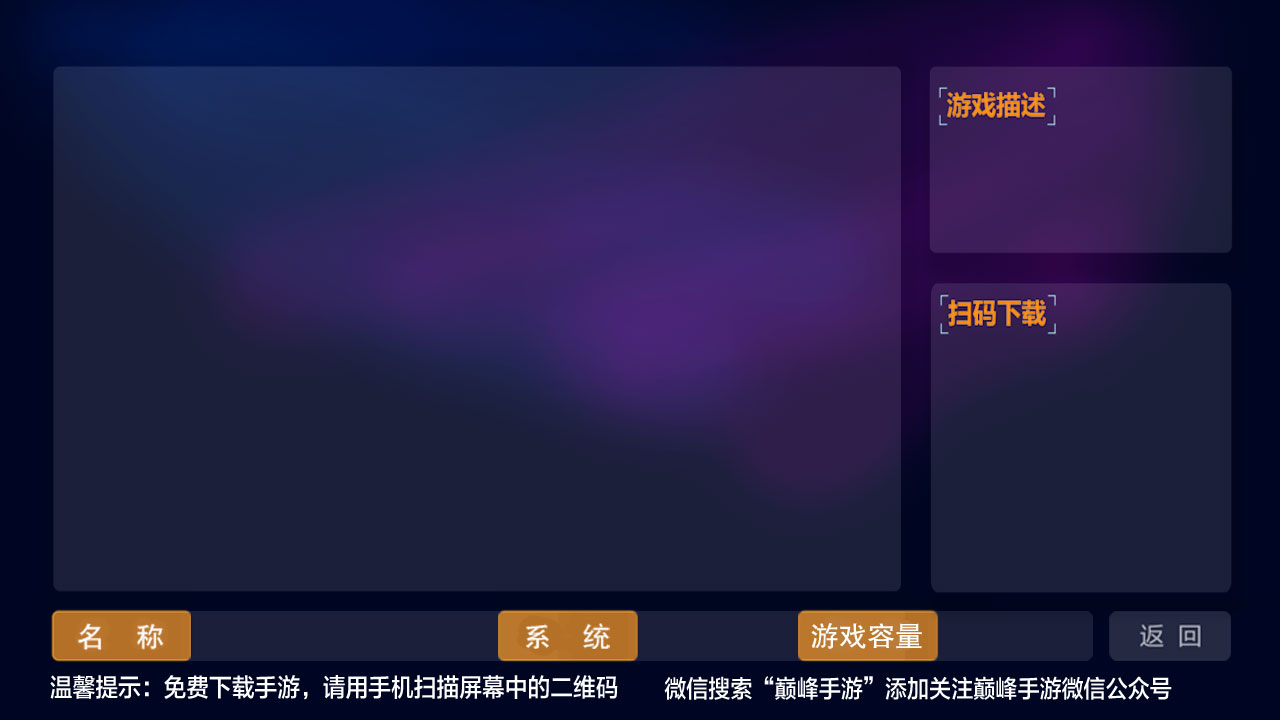 游戏描述
扫码下载
名 称
系 统
游戏容量
返 回
温馨提示：免费下载手游，请用手机扫描屏幕中的二维码
微信搜索“巅峰手游”添加关注巅峰手游微信公众号